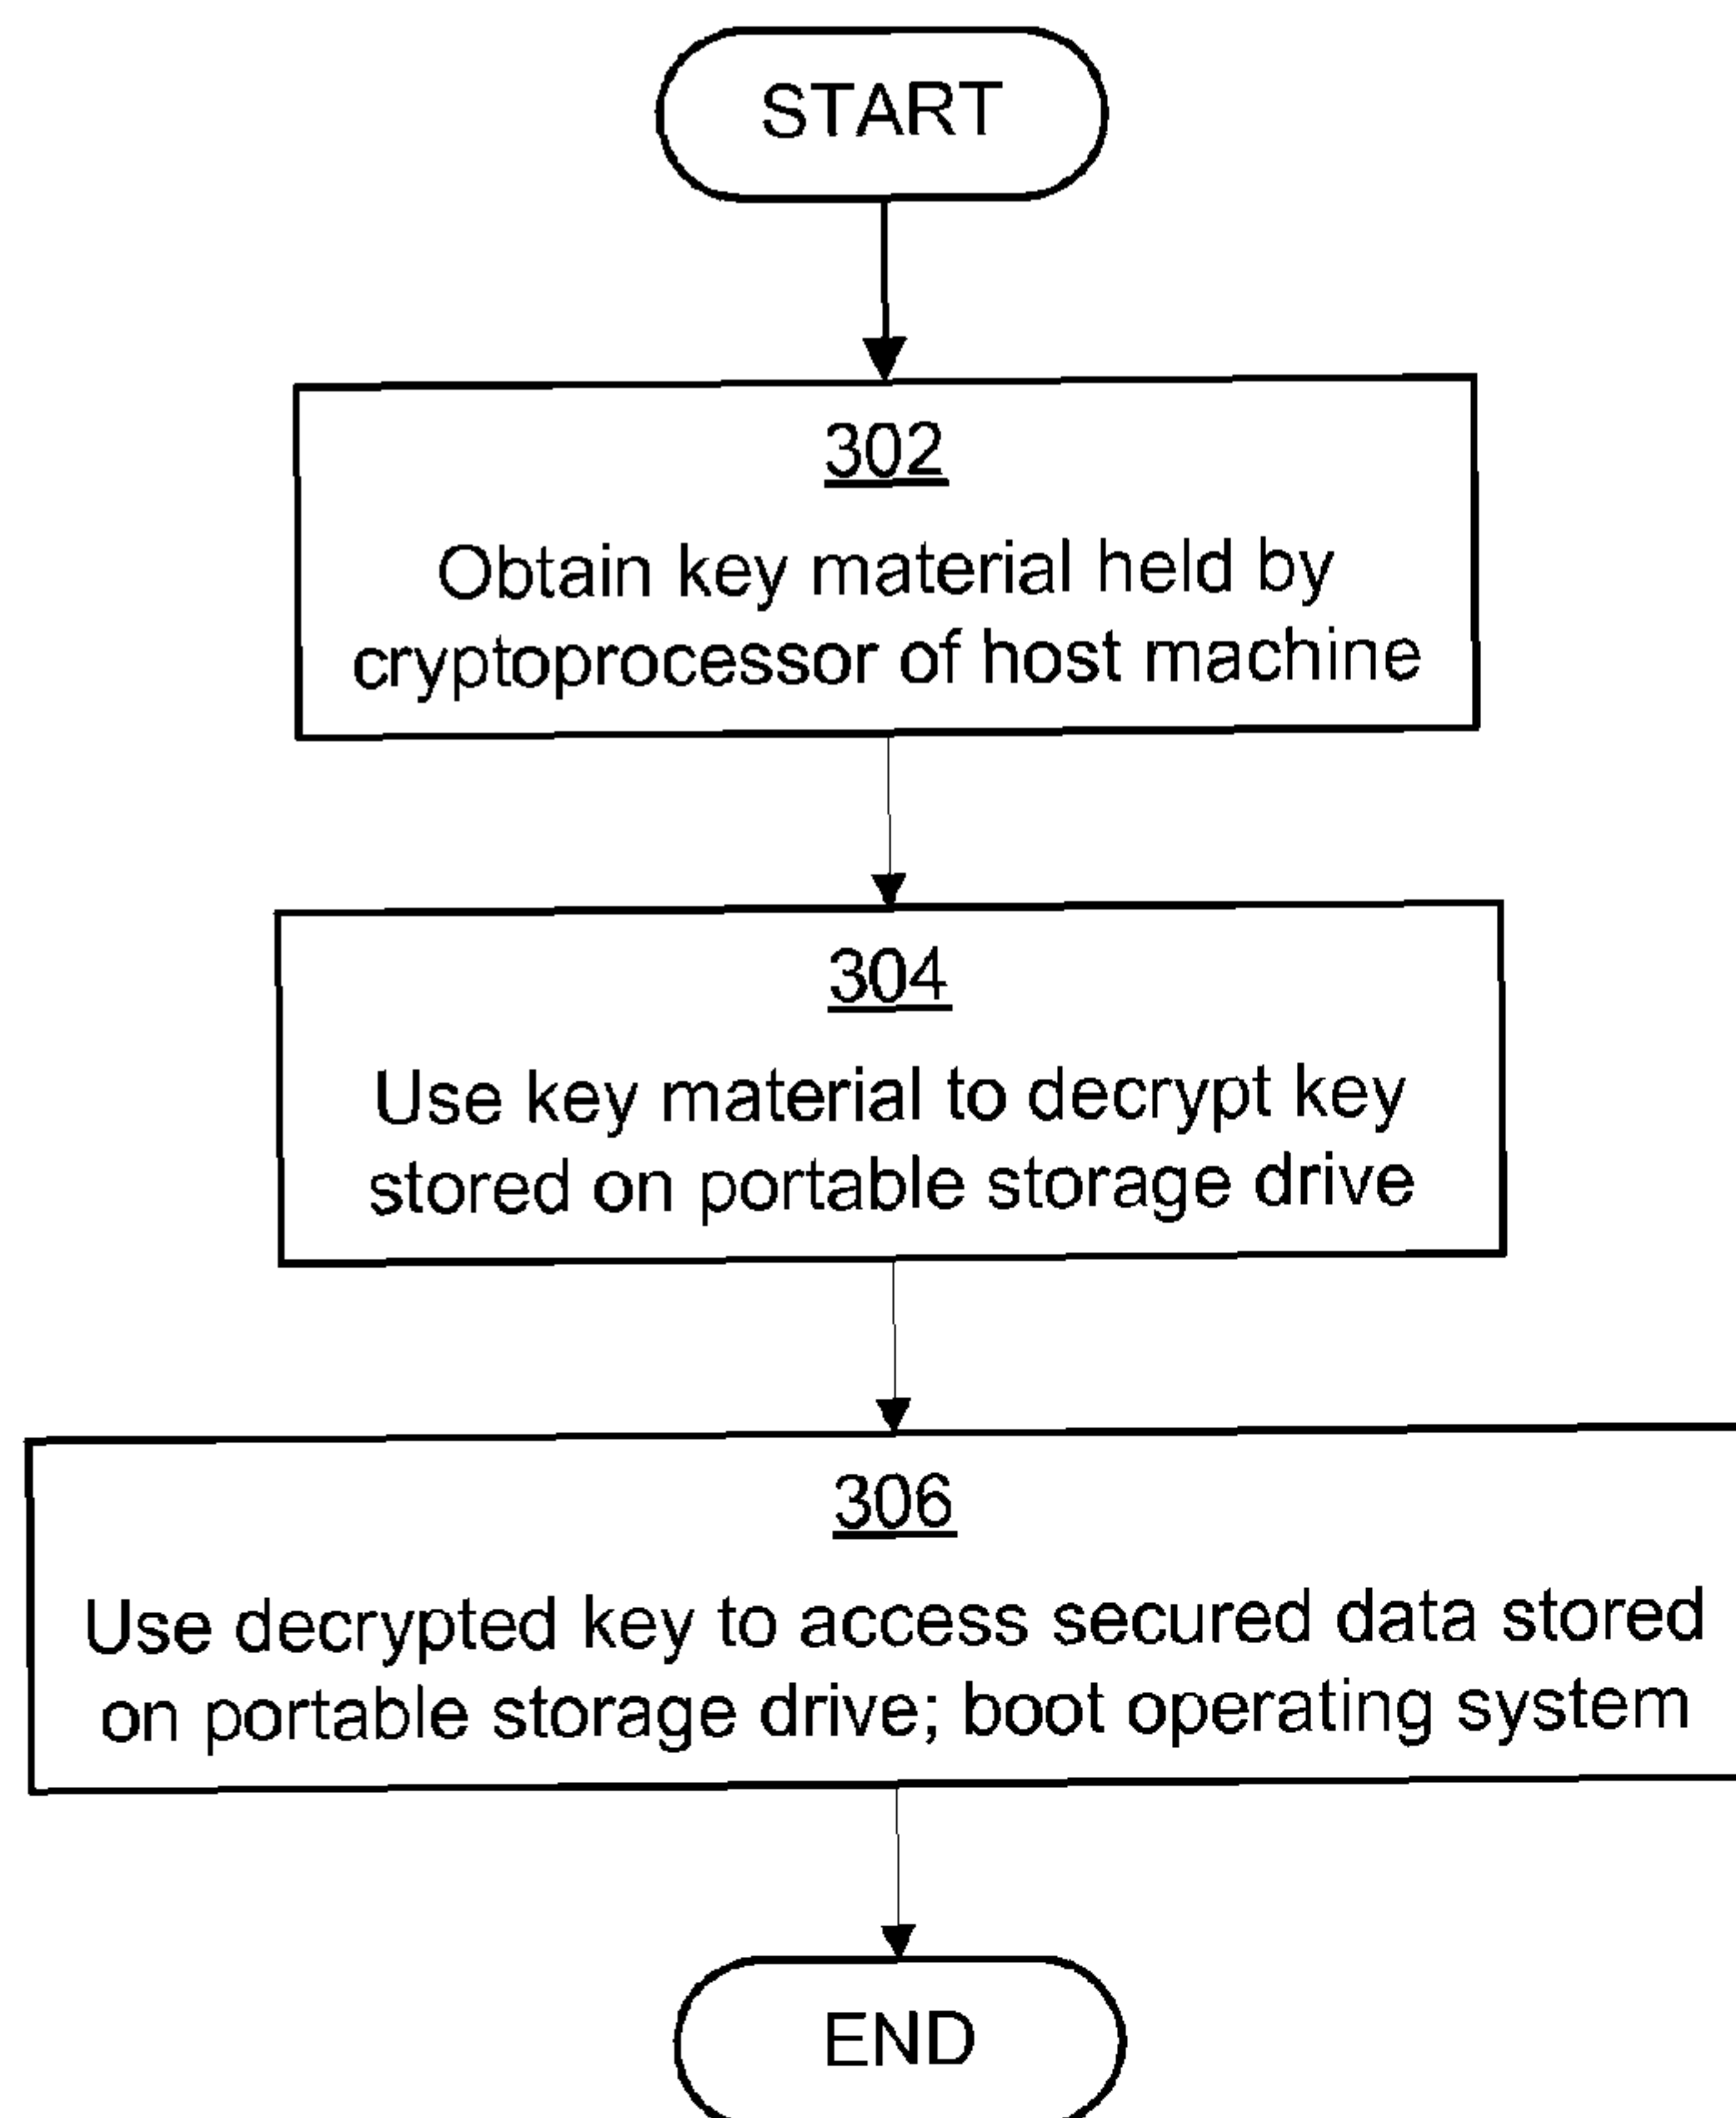 START
302
Obtain key material held by
cryptoprocessor of host machine
304
Use key material to decrypt key
stored on portable storage drive
306
Use decrypted key to access secured data stored
on portable storage drive; boot operating system
END